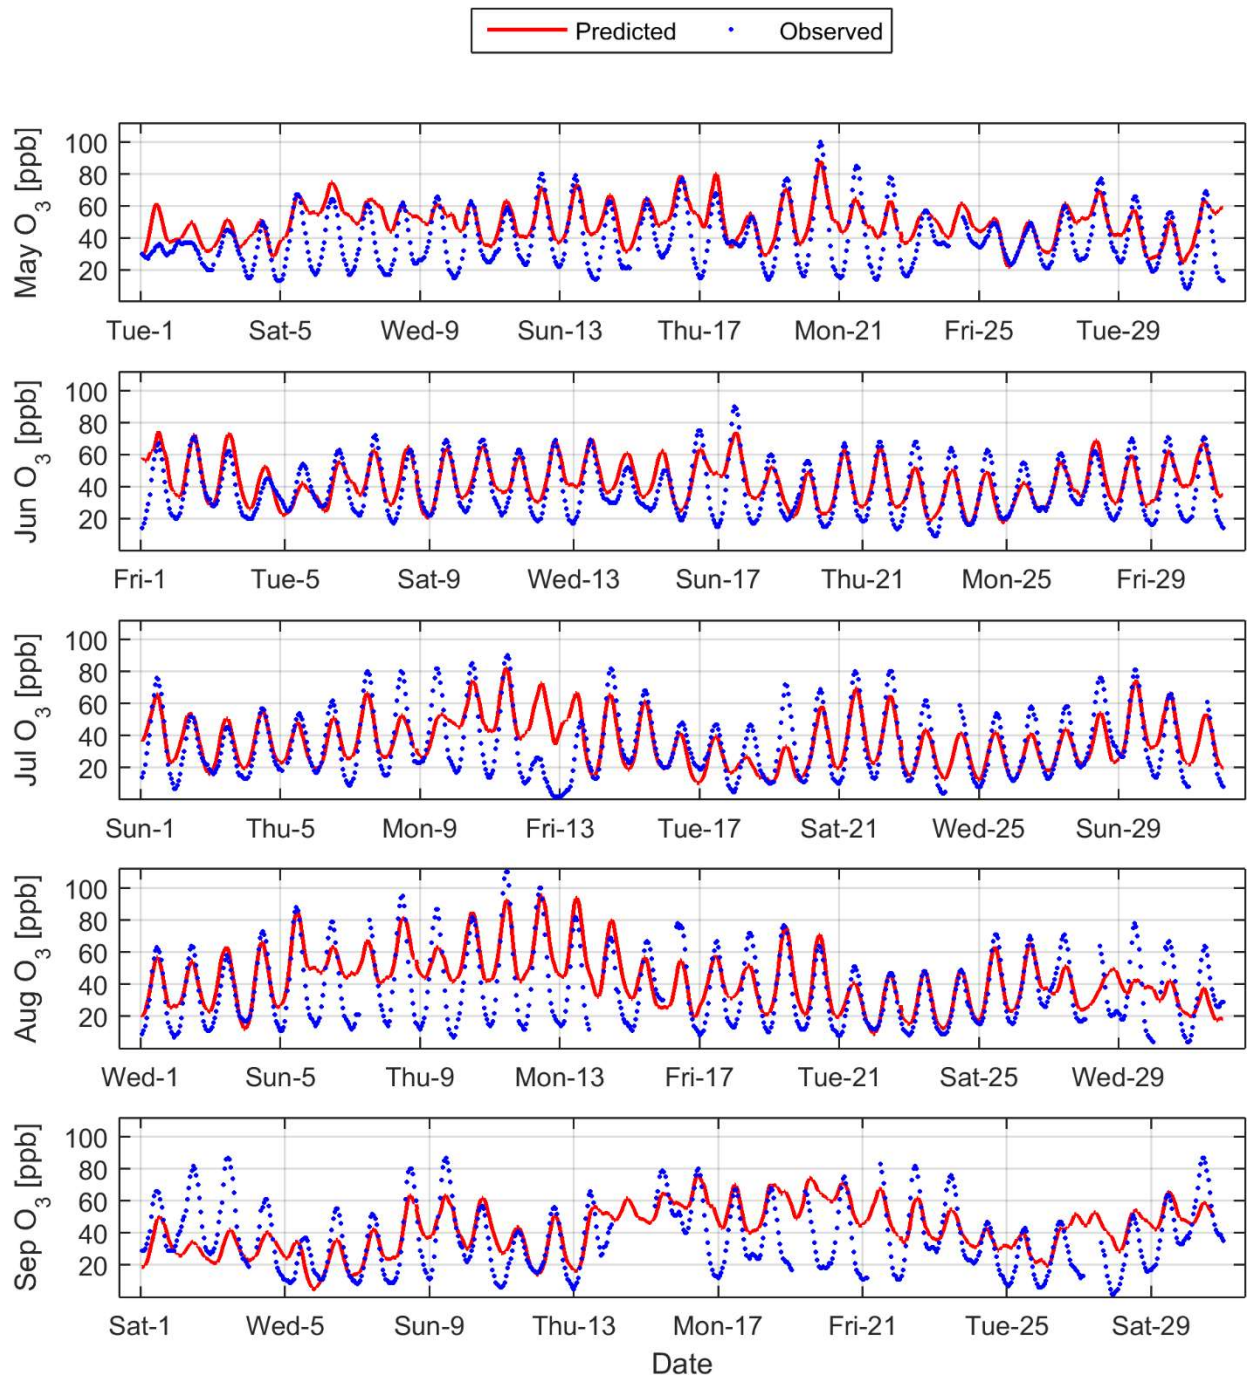 Predicted Observed
May O3 [ppb]
100
80
60
40
20
Tue-1 Sat-5 Wed-9 Sun-13 Thu-17 Mon-21 Fri-25 Tue-29
Jun O3 [ppb]
100
80
60
40
20
Fri-1 Tue-5 Sat-9 Wed-13 Sun-17 Thu-21 Mon-25 Fri-29
Jul O3 [ppb]
100
80
60
40
20
Sun-1 Thu-5 Mon-9 Fri-13 Tue-17 Sat-21 Wed-25 Sun-29
Aug O3 [ppb]
100
80
60
40
20
Wed-1 Sun-5 Thu-9 Mon-13 Fri-17 Tue-21 Sat-25 Wed-29
Sep O3 [ppb]
100
80
60
40
20
Sat-1 Wed-5 Sun-9 Thu-13 Mon-17 Fri-21 Tue-25 Sat-29
Date